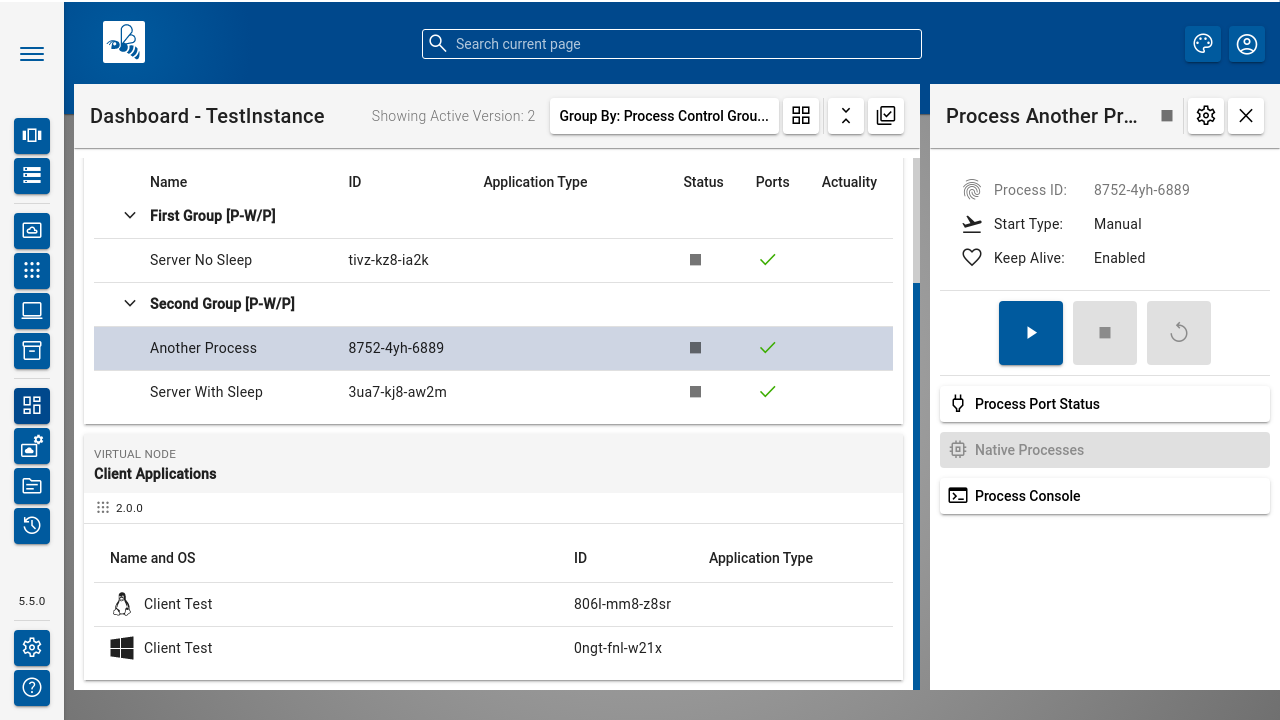 Search current page
Dashboard - TestInstance
Showing Active Version: 2
Group By: Process Control Grou...
Process Another Pr...
Name ID Application Type Status Ports Actuality
First Group [P-W/P]
Server No Sleep tivz-kz8-ia2k
Second Group [P-W/P]
Another Process 8752-4yh-6889
Server With Sleep 3ua7-kj8-aw2m
VIRTUAL NODE
Client Applications
2.0.0
Name and OS ID Application Type
Client Test 806l-mm8-z8sr
Client Test 0ngt-fnl-w21x
Process ID: 8752-4yh-6889
Start Type: Manual
Keep Alive: Enabled
Process Port Status
Native Processes
Process Console
5.5.0